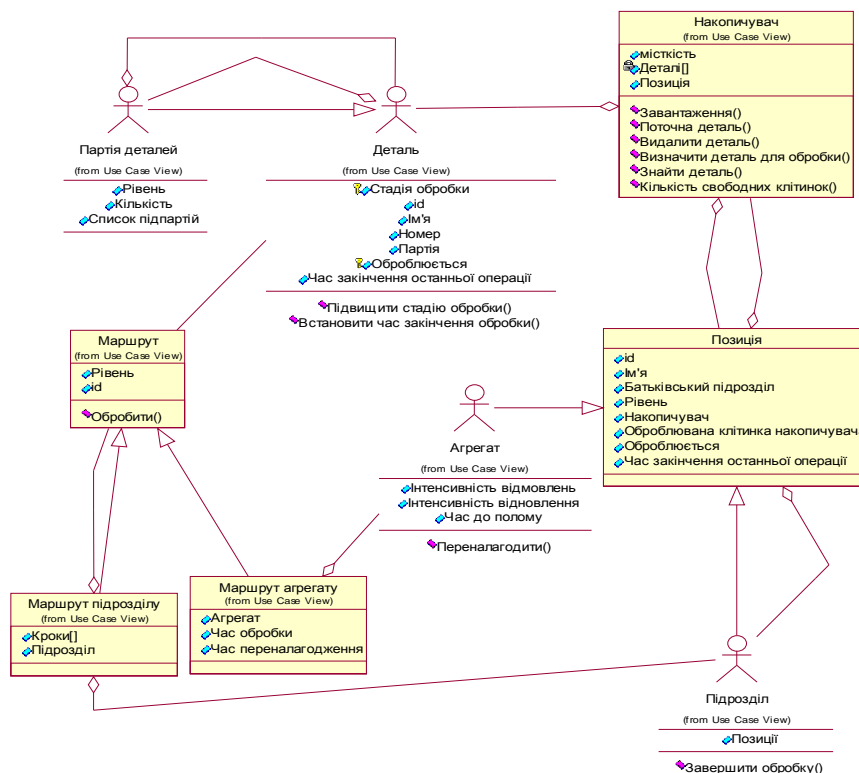 Накопичувач
(from Use Case View)
місткість
Деталі[]
Позиція
Завантаження()
Поточна деталь()
Видалити деталь()
Визначити деталь для обробки()
Знайти деталь()
Кількість свободних клітинок()
Партія деталей
(from Use Case View)
Рівень
Кількість
Список підпартій
Деталь
(from Use Case View)
Стадія обробки
id
Ім'я
Номер
Партія
Оброблюється
Час закінчення останньої операції
Підвищити стадію обробки()
Встановити час закінчення обробки()
Маршрут
(from Use Case View)
Рівень
id
Обробити()
Позиція
id
Ім'я
Батьківський підрозділ
Рівень
Накопичувач
Оброблювана клітинка накопичувача
Оброблюється
Час закінчення останньої операції
Агрегат
(from Use Case View)
Інтенсивність відмовлень
Інтенсивність відновлення
Час до полому
Переналагодити()
Маршрут підрозділу
(from Use Case View)
Кроки[]
Підрозділ
Маршрут агрегату
(from Use Case View)
Агрегат
Час обробки
Час переналагодження
Підрозділ
(from Use Case View)
Позиції
Завершити обробку()